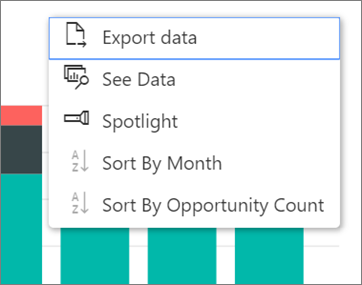 Export data
See Data
Spotlight
A
Z
Sort By Month
A
Z
Sort By Opportunity Count